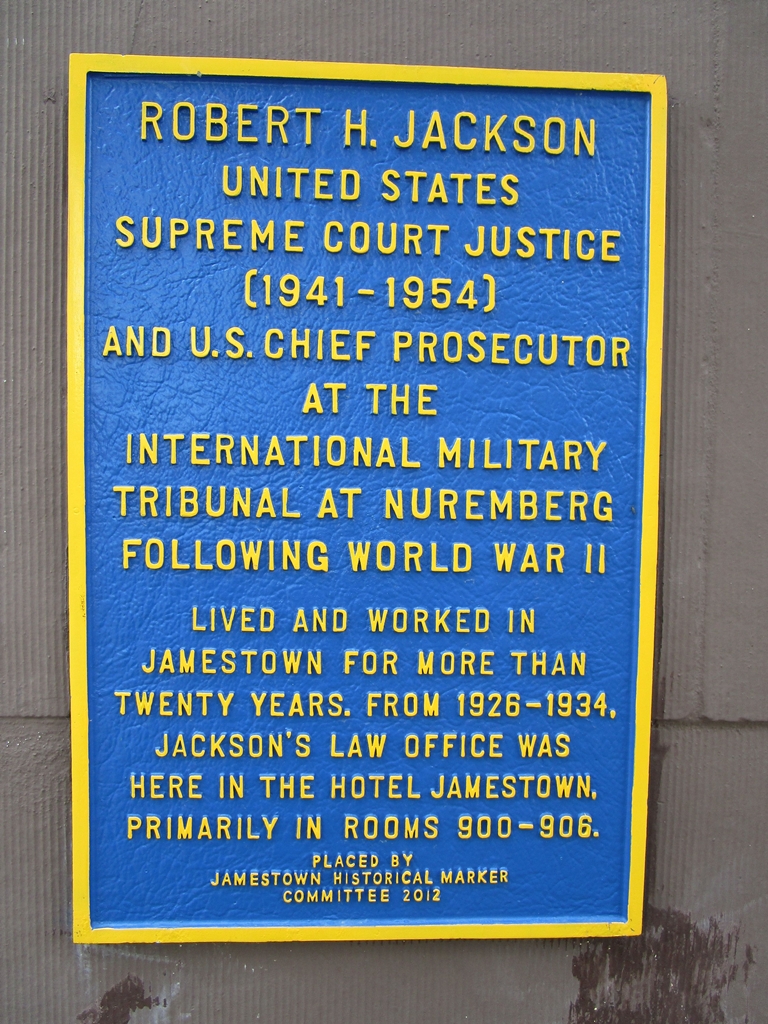 ROBERT H. JACKSON
UNITED STATES
SUPREME COURT JUSTICE
(1941-1954)
AND U.S. CHIEF PROSECUTOR
AT THE
INTERNATIONAL MILITARY
TRIBUNAL AT NUREMBERG
FOLLOWING WORLD WAR II
LIVED AND WORKED IN
JAMESTOWN FOR MORE THAN
TWENTY YEARS. FROM 1926-1934,
JACKSON'S LAW OFFICE WAS
HERE IN THE HOTEL JAMESTOWN,
PRIMARILY IN ROOMS 900-906.
PLACED BY
JAMESTOWN HISTORICAL MARKER
COMMITTEE 2012